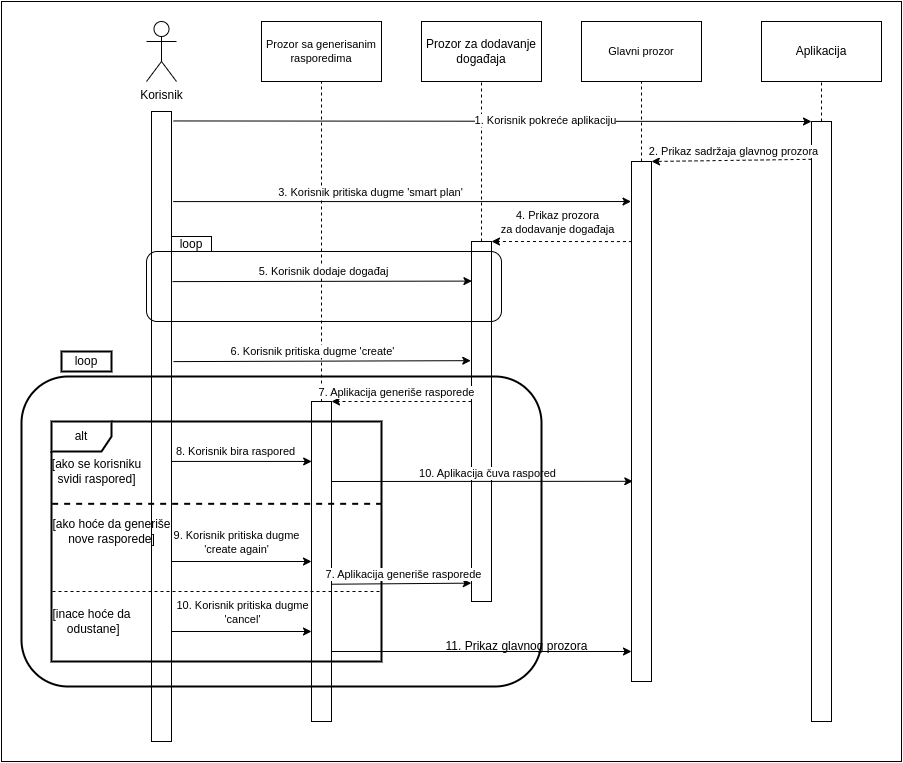 Korisnik
Prozor sa generisanim
rasporedima
Prozor za dodavanje
događaja
Glavni prozor
Aplikacija
1. Korisnik pokreće aplikaciju
2. Prikaz sadržaja glavnog prozora
3. Korisnik pritiska dugme 'smart plan'
4. Prikaz prozora
za dodavanje događaja
loop
5. Korisnik dodaje događaj
6. Korisnik pritiska dugme 'create'
loop
7. Aplikacija generiše rasporede
alt
[ako se korisniku
svidi raspored]
8. Korisnik bira raspored
10. Aplikacija čuva raspored
[ako hoće da generiše
nove rasporede]
9. Korisnik pritiska dugme
'create again'
7. Aplikacija generiše rasporede
[inace hoće da
odustane]
10. Korisnik pritiska dugme
'cancel'
11. Prikaz glavnog prozora